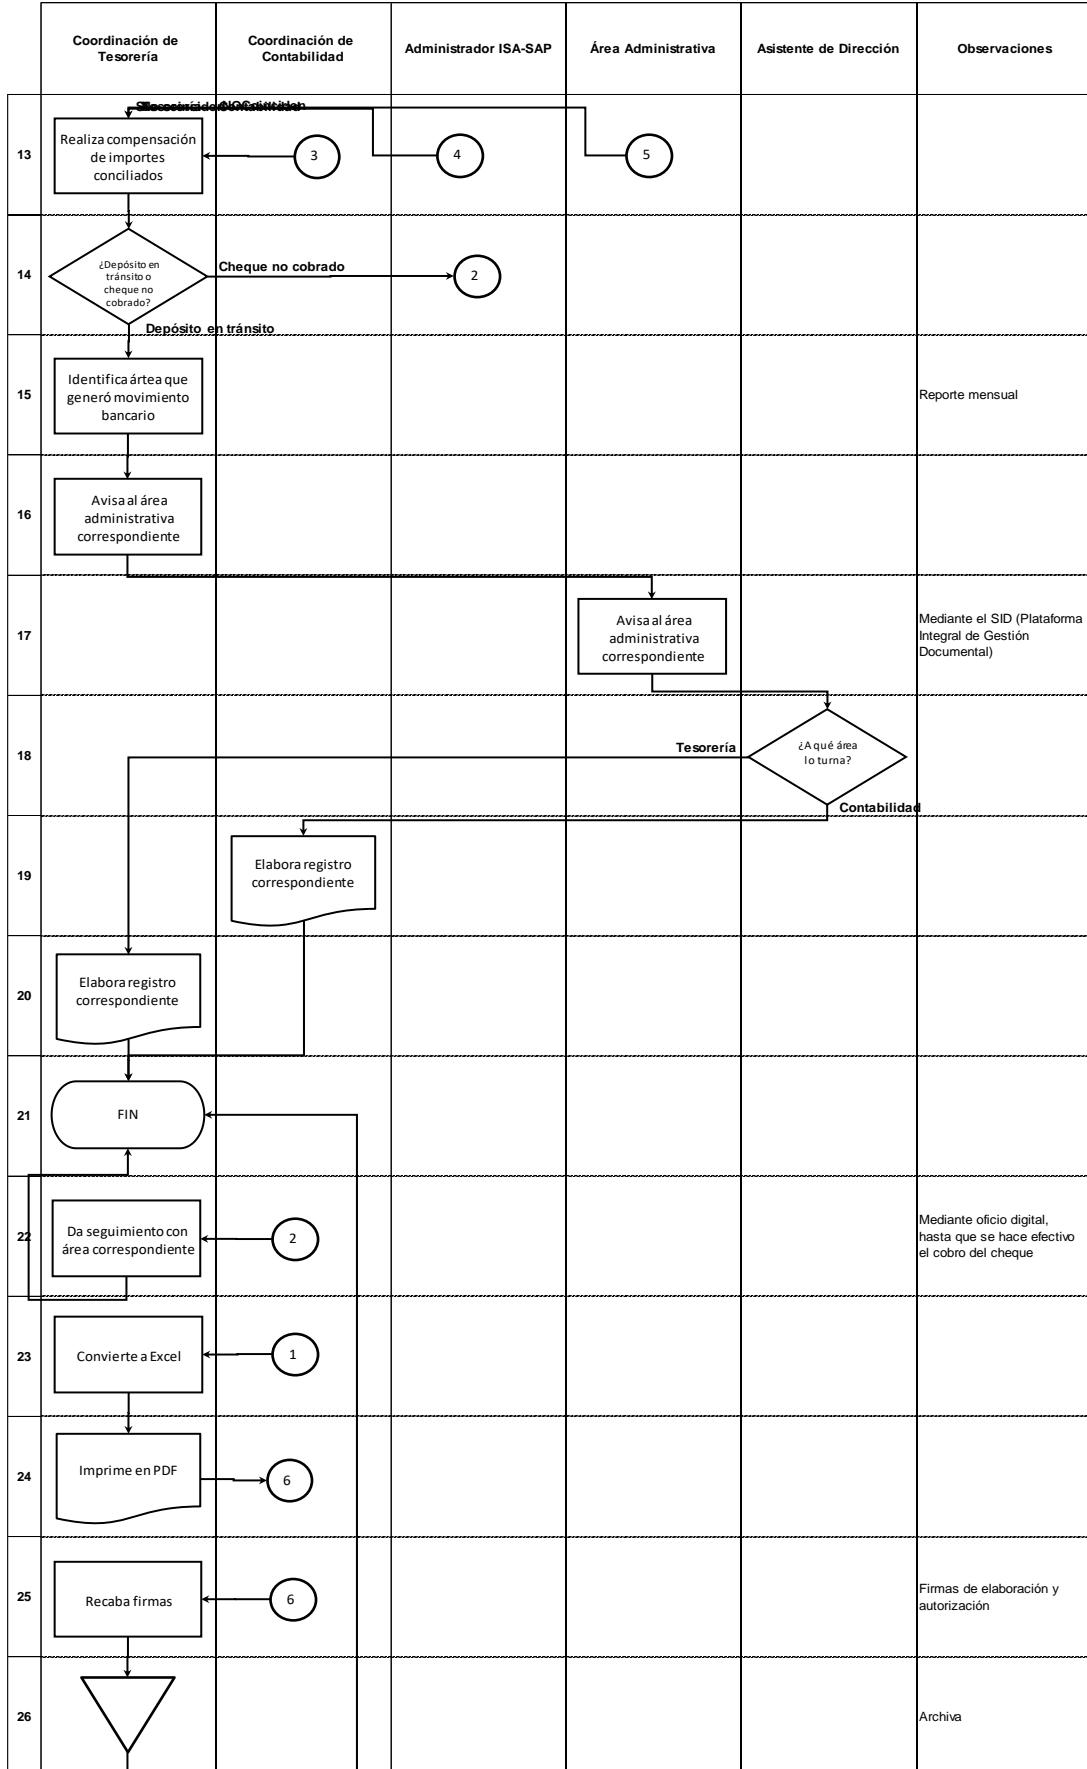 Coordinación de
Tesorería
Coordinación de
Contabilidad
Administrador ISA-SAP
Área Administrativa
Asistente de Dirección
Observaciones
13
Realiza compensación
de importes
conciliados
3
4
5
14
¿Depósito en
tránsito o
cheque no
cobrado?
Cheque no cobrado
2
Depósito en tránsito
15
Identifica ártea que
generó movimiento
bancario
Reporte mensual
16
Avisa al área
administrativa
correspondiente
17
Avisa al área
administrativa
correspondiente
Mediante el SID (Plataforma
Integral de Gestión
Documental)
18
Tesorería
¿A qué área
lo turna?
Contabilidad
19
Elabora registro
correspondiente
20
Elabora registro
correspondiente
21
FIN
22
Da seguimiento con
área correspondiente
2
Mediante oficio digital,
hasta que se hace efectivo
el cobro del cheque
23
Convierte a Excel
1
24
Imprime en PDF
6
25
Recaba firmas
6
Firmas de elaboración y
autorización
26
Archiva